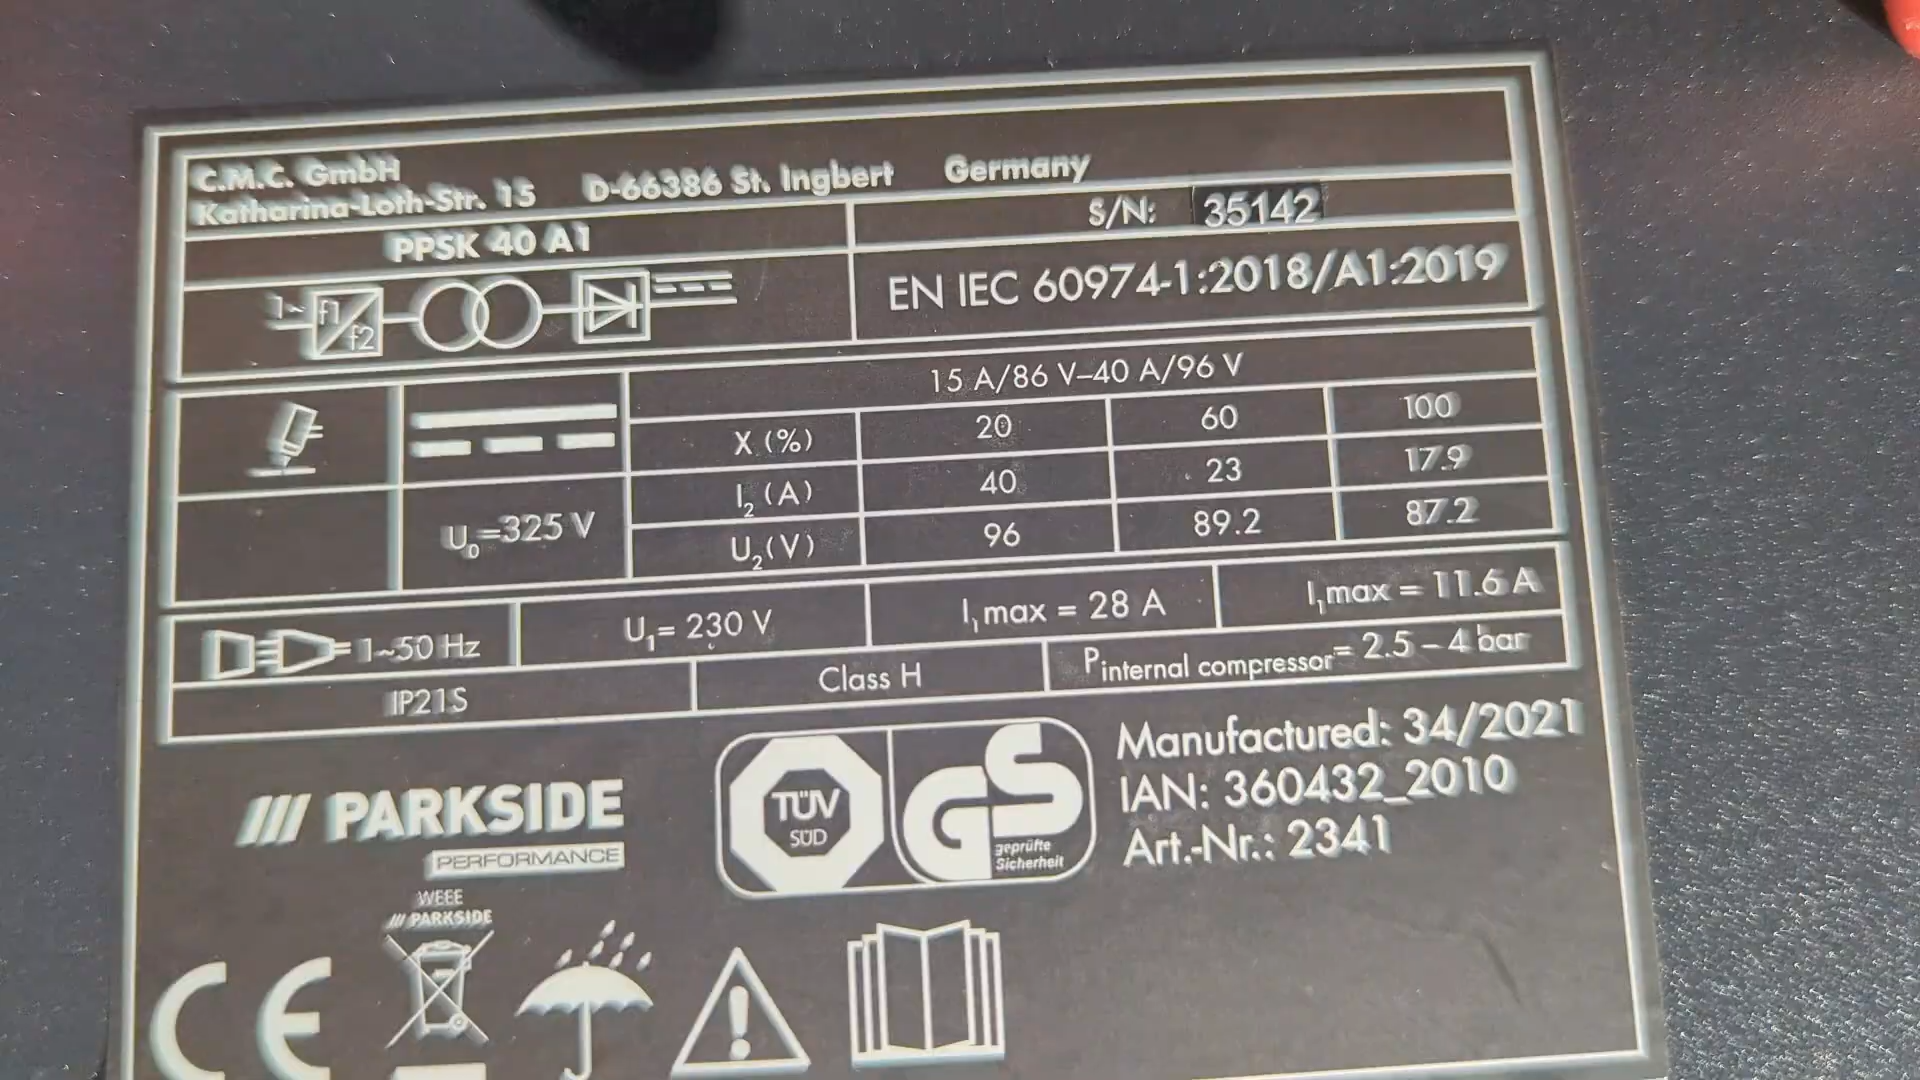 C.M.C. GmbH
Katharina-Loth-Str. 15 D-66386 St. Ingbert Germany
PPSK 40 A1
S/N: 35142
1~ f1 f2
EN IEC 60974-1:2018/A1:2019
15 A/86 V–40 A/96 V
X (%) 20 60 100
I2 (A) 40 23 17.9
U0=325 V
U2(V) 96 89.2 87.2
1~50 Hz U1= 230 V I1max = 28 A I1max = 11.6 A
IP21S Class H Pinternal compressor= 2.5 – 4 bar
/// PARKSIDE
PERFORMANCE
TÜV
SÜD
GS
geprüfte
Sicherheit
Manufactured: 34/2021
IAN: 360432_2010
Art.-Nr.: 2341
WEEE
/// PARKSIDE
CE